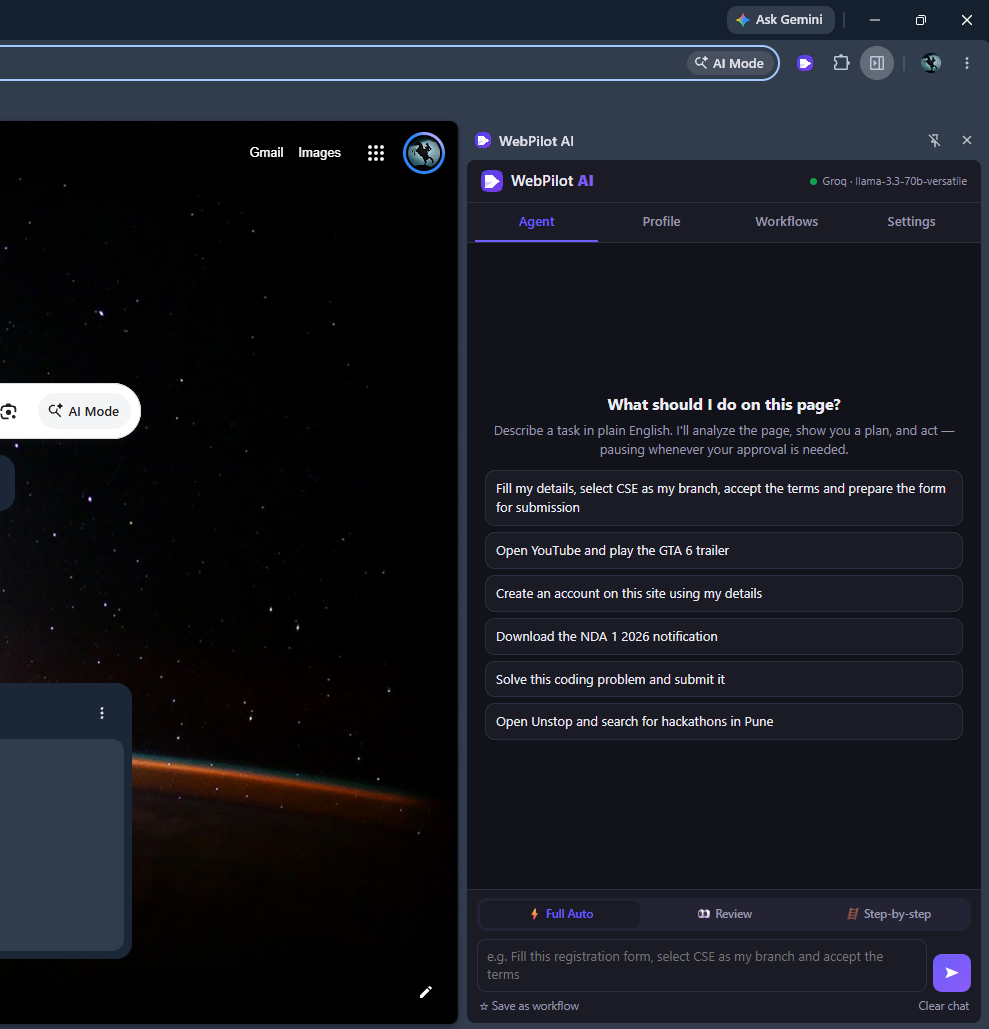 Ask Gemini
AI Mode
Gmail Images
AI Mode
WebPilot AI
WebPilot AI
Groq · llama-3.3-70b-versatile
Agent Profile Workflows Settings
What should I do on this page?
Describe a task in plain English. I'll analyze the page, show you a plan, and act —
pausing whenever your approval is needed.
Fill my details, select CSE as my branch, accept the terms and prepare the form
for submission
Open YouTube and play the GTA 6 trailer
Create an account on this site using my details
Download the NDA 1 2026 notification
Solve this coding problem and submit it
Open Unstop and search for hackathons in Pune
Full Auto Review Step-by-step
e.g. Fill this registration form, select CSE as my branch and accept the
terms
☆ Save as workflow Clear chat